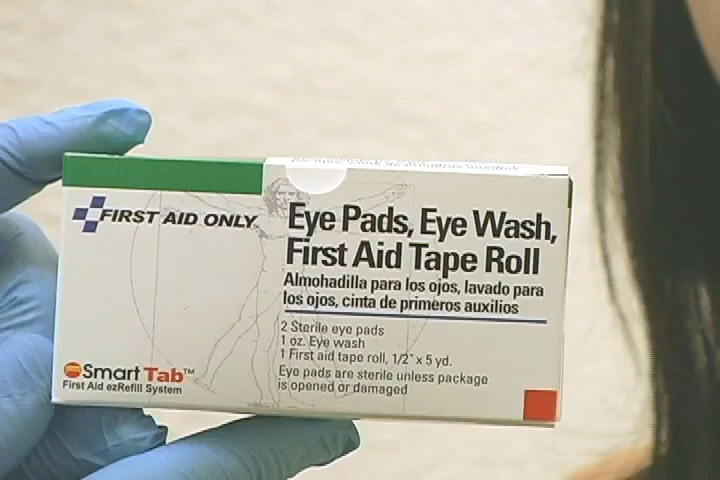 FIRST AID ONLY
Eye Pads, Eye Wash,
First Aid Tape Roll
Almohadilla para los ojos, lavado para
los ojos, cinta de primeros auxilios
2 Sterile eye pads
1 oz. Eye wash
1 First aid tape roll, 1/2" x 5 yd.
Eye pads are sterile unless package
is opened or damaged
Smart Tab™
First Aid ezRefill System